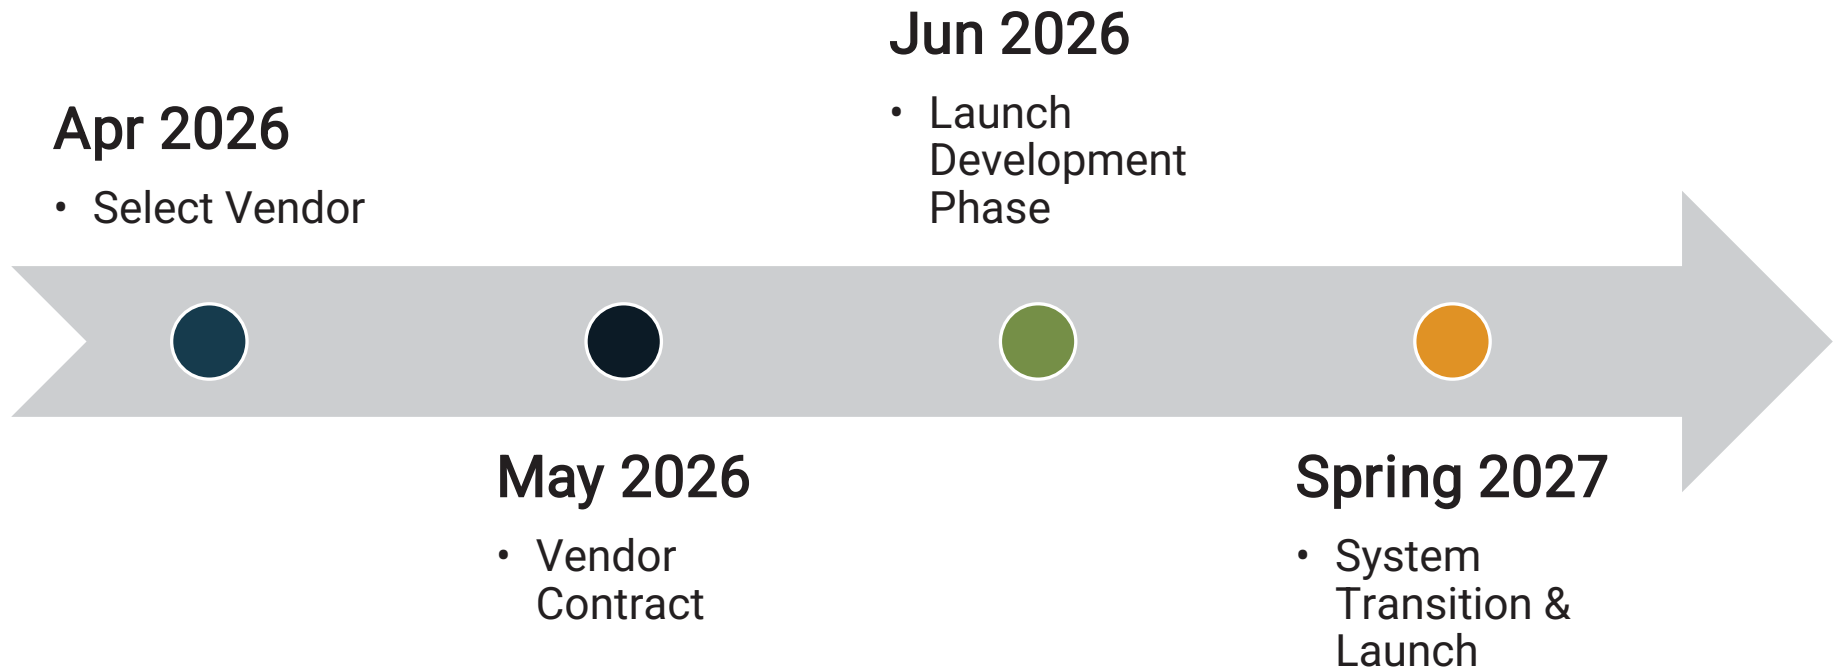 Apr 2026
• Select Vendor
May 2026
• Vendor
Contract
Jun 2026
• Launch
Development
Phase
Spring 2027
• System
Transition &
Launch